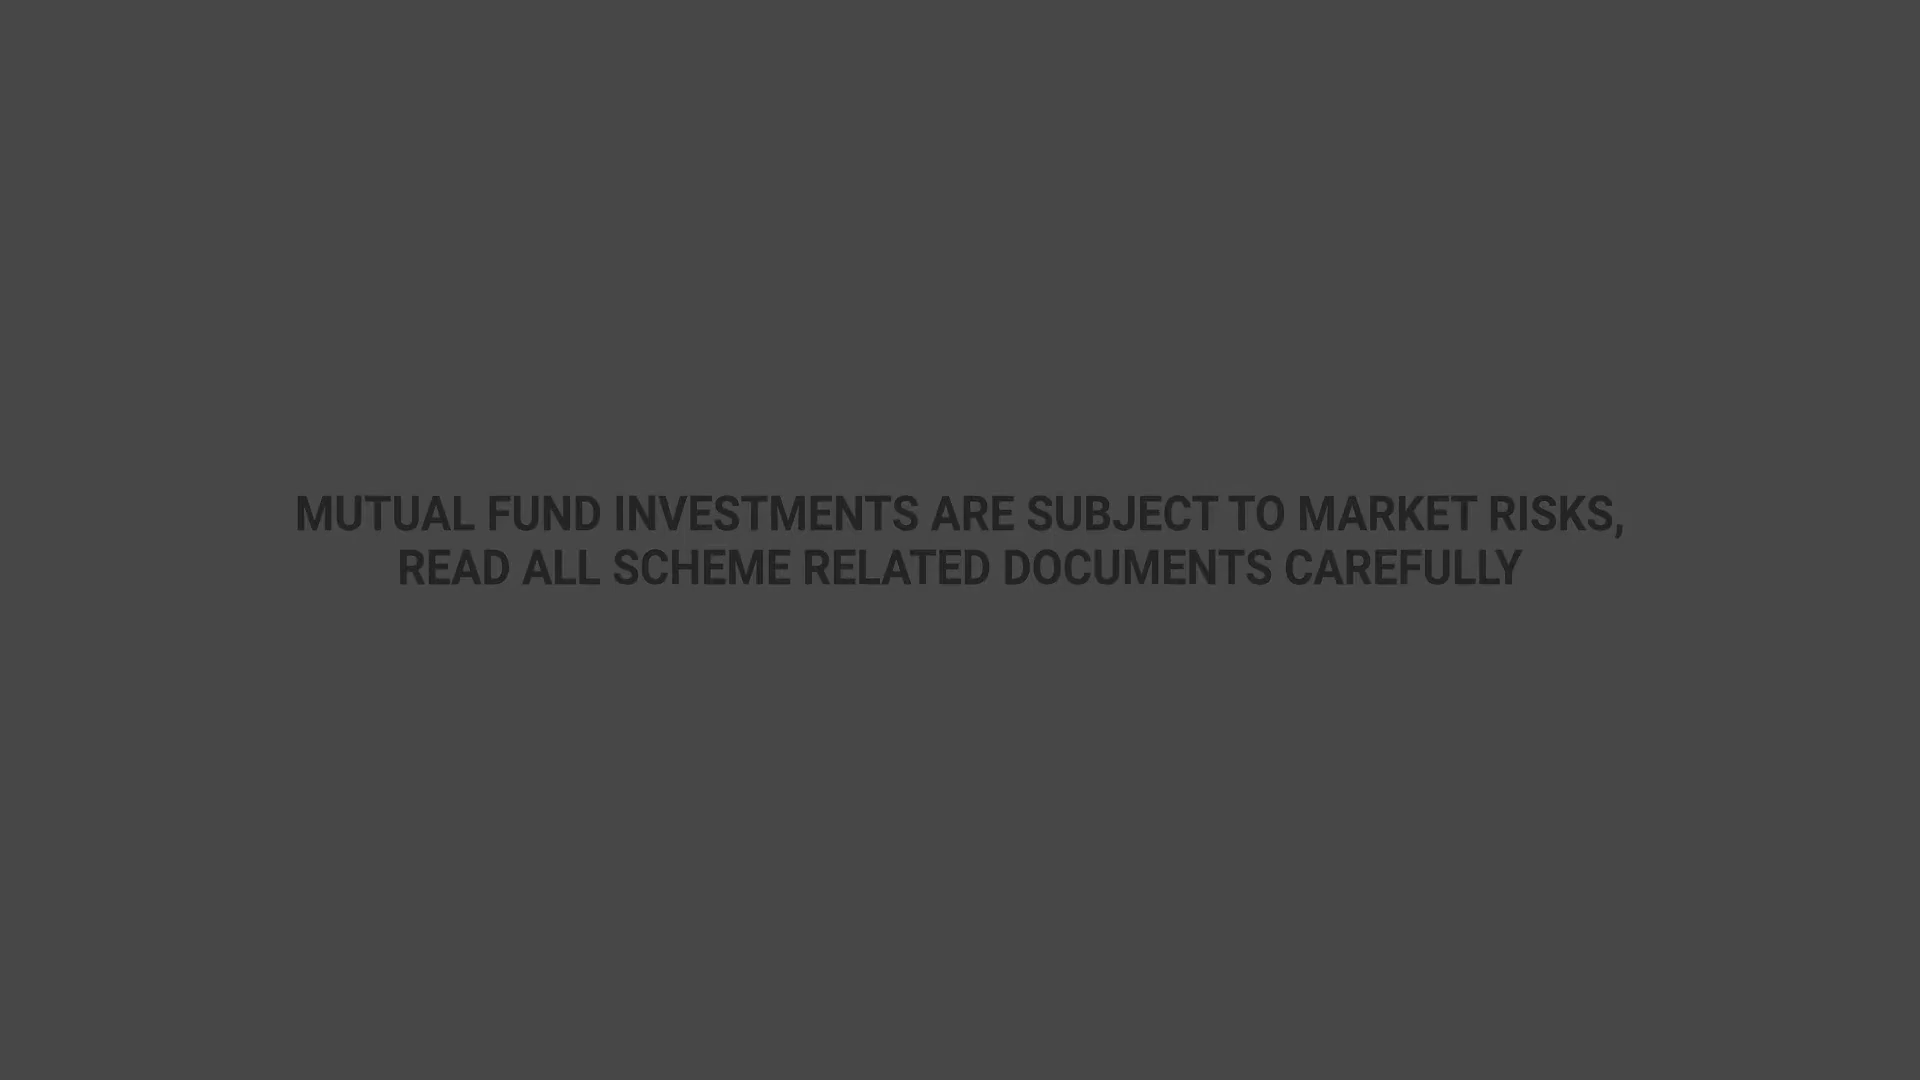 MUTUAL FUND INVESTMENTS ARE SUBJECT TO MARKET RISKS,
READ ALL SCHEME RELATED DOCUMENTS CAREFULLY